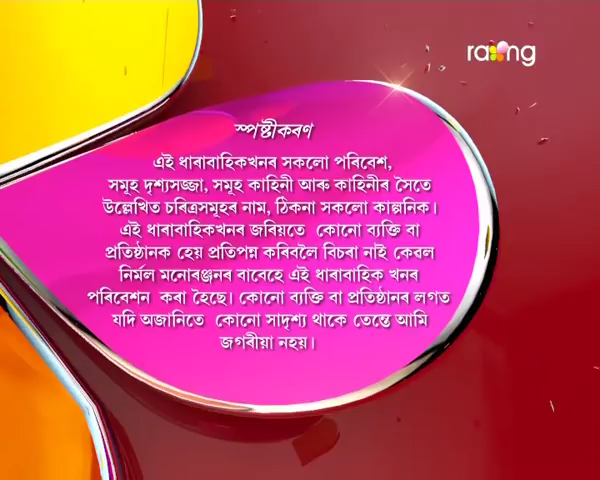 raong
স্পষ্টীকৰণ
এই ধাৰাবাহিকখনৰ সকলো পৰিবেশ,
সমূহ দৃশ্যসজ্জা, সমূহ কাহিনী আৰু কাহিনীৰ সৈতে
উল্লেখিত চৰিত্ৰসমূহৰ নাম, ঠিকনা সকলো কাল্পনিক।
এই ধাৰাবাহিকখনৰ জৰিয়তে কোনো ব্যক্তি বা
প্ৰতিষ্ঠানক হেয় প্ৰতিপন্ন কৰিবলৈ বিচৰা নাই কেৱল
নিৰ্মল মনোৰঞ্জনৰ বাবেহে এই ধাৰাবাহিক খনৰ
পৰিবেশন কৰা হৈছে। কোনো ব্যক্তি বা প্ৰতিষ্ঠানৰ লগত
যদি অজানিতে কোনো সাদৃশ্য থাকে তেন্তে আমি
জগৰীয়া নহয়।